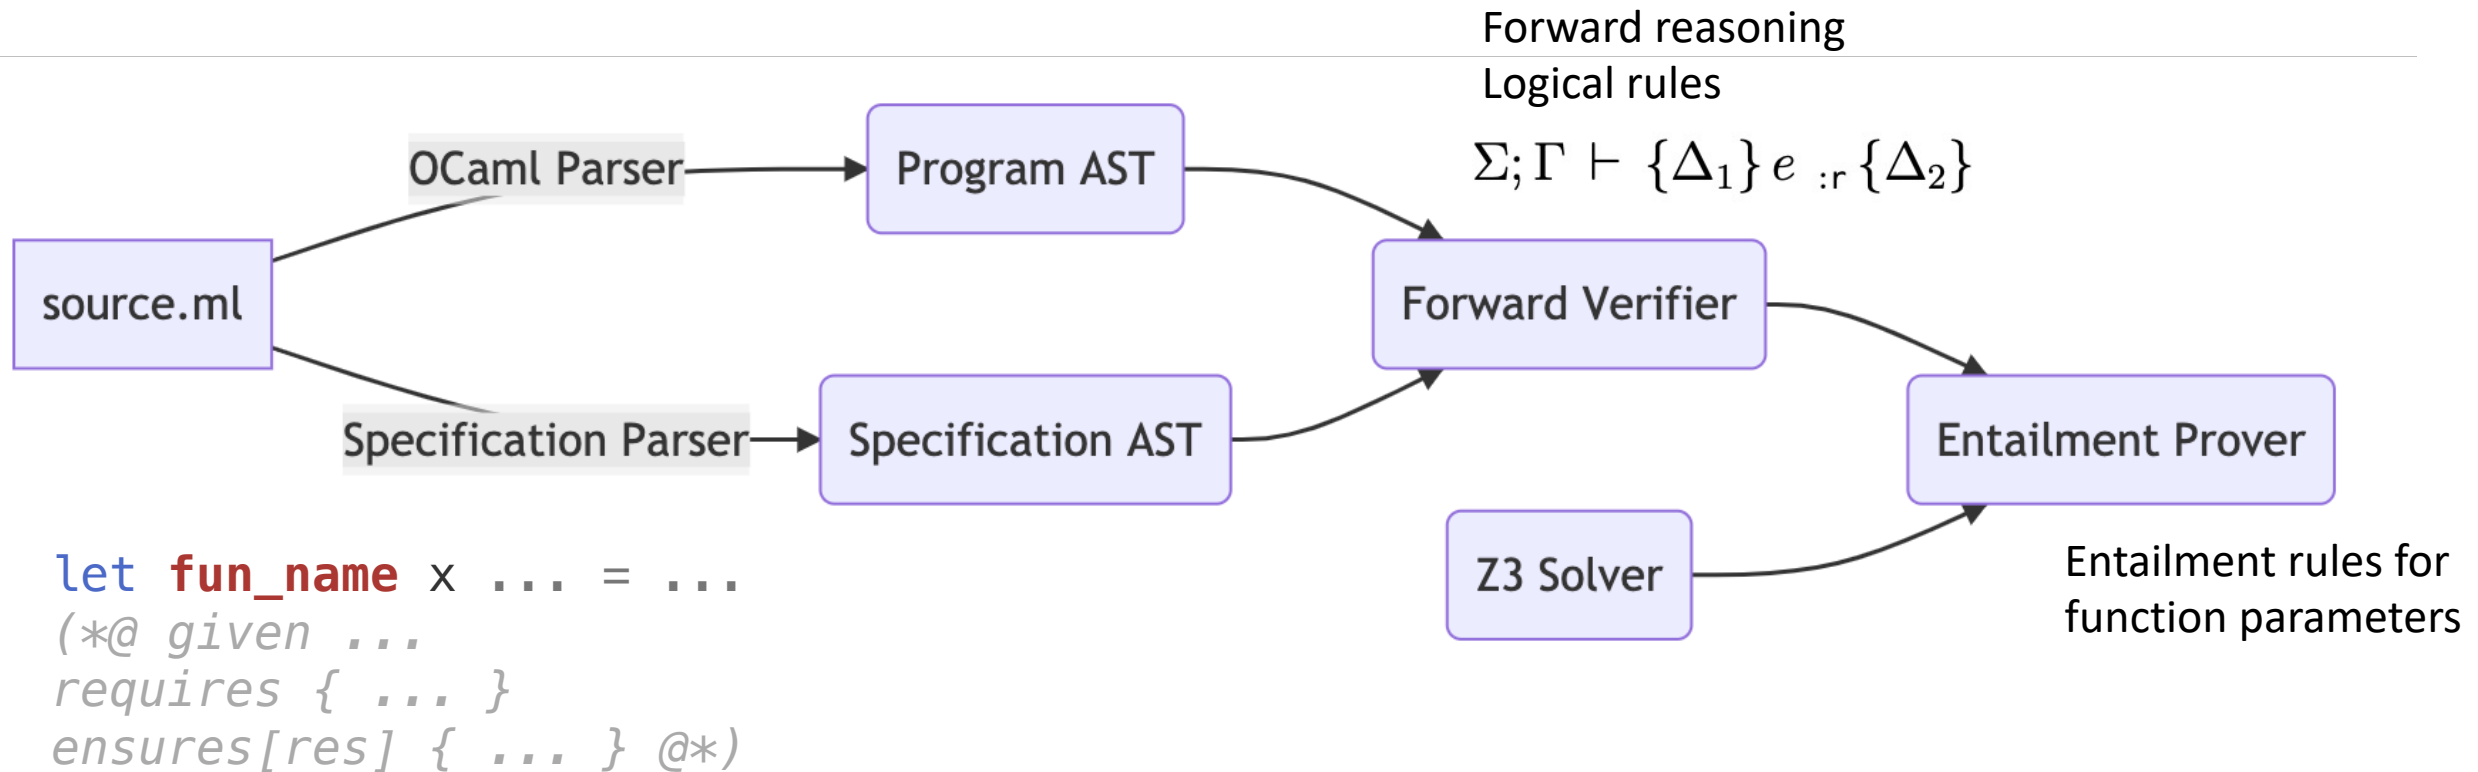 Forward reasoning
Logical rules
Σ; Γ ⊢ {Δ₁} e :r {Δ₂}
OCaml Parser
Program AST
source.ml
Forward Verifier
Specification Parser
Specification AST
Entailment Prover
Z3 Solver
Entailment rules for
function parameters
let fun_name x ... = ...
(*@ given ...
requires { ... }
ensures[res] { ... } @*)